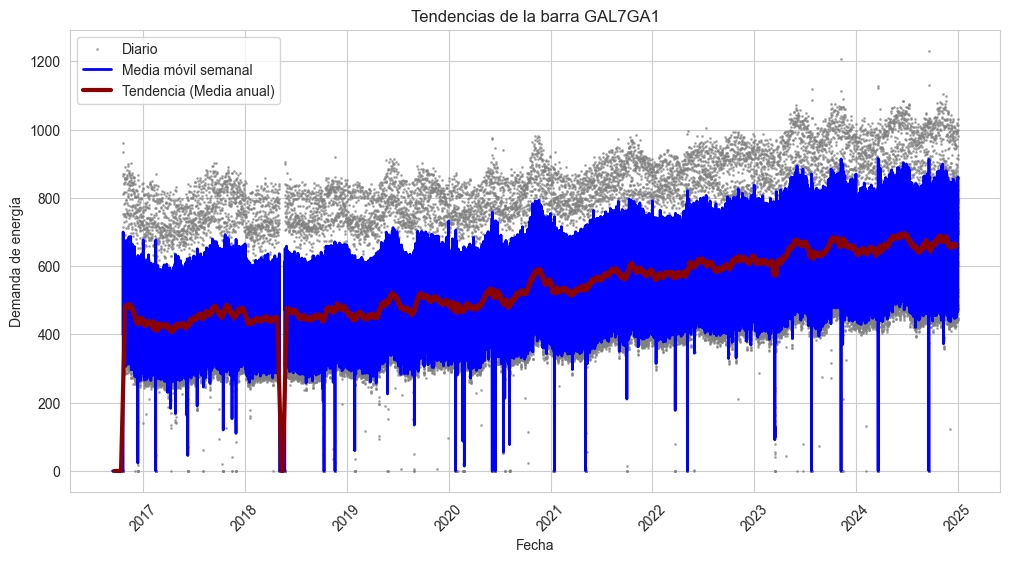 Tendencias de la barra GAL7GA1
Diario
Media móvil semanal
Tendencia (Media anual)
Demanda de energía
1200
1000
800
600
400
200
0
2017
2018
2019
2020
2021
2022
2023
2024
2025
Fecha